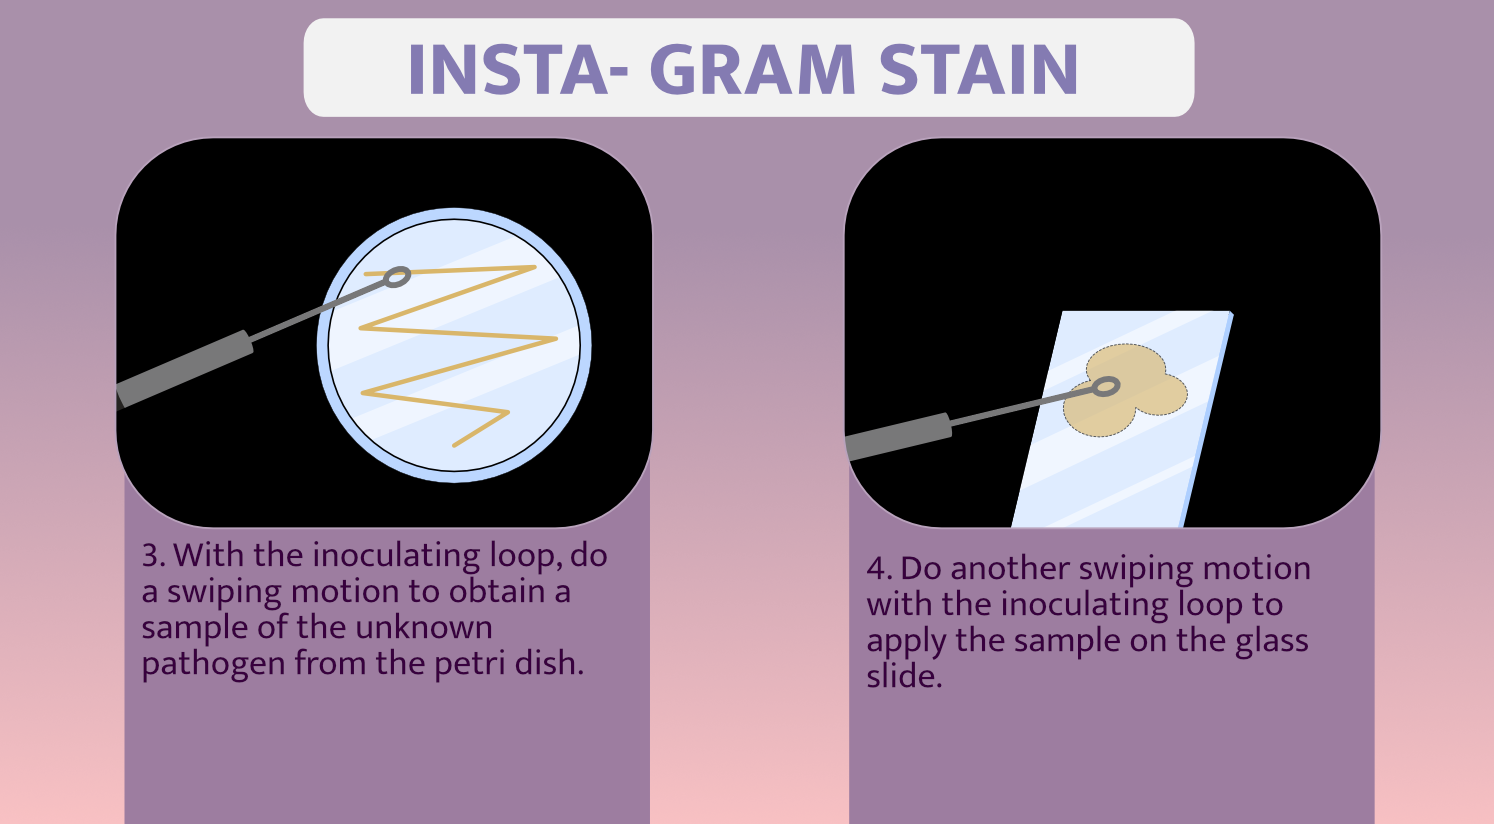 INSTA- GRAM STAIN
3. With the inoculating loop, do
a swiping motion to obtain a
sample of the unknown
pathogen from the petri dish.
4. Do another swiping motion
with the inoculating loop to
apply the sample on the glass
slide.